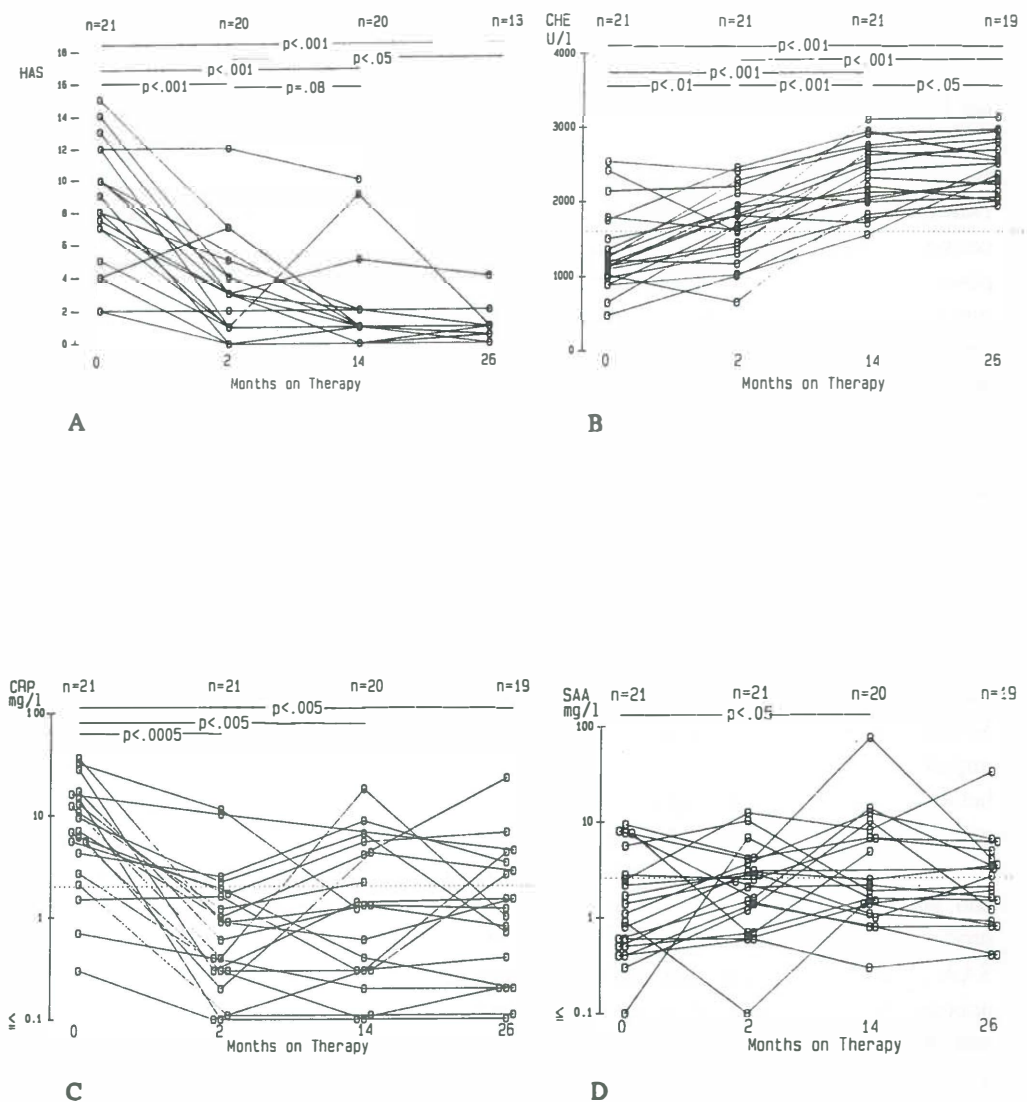 n=21 n=20 n=20 n=13
HAS
18
16
14
12
10
8
6
4
2
0
p<.001
p<.05
p<.001
p<.001 p=.08
0 2 14 26
Months on Therapy
A
CHE
U/l
n=21 n=21 n=21 n=19
4000
3000
2000
1000
0
p<.001
p<.001
p<.001
p<.01 p<.001 p<.05
0 2 14 26
Months on Therapy
B
CRP
mg/l
n=21 n=21 n=20 n=19
100
10
1
≤ 0.1
p<.005
p<.005
p<.0005
0 2 14 26
Months on Therapy
C
SAA
mg/l
n=21 n=21 n=20 n=19
100
10
1
≤ 0.1
p<.05
0 2 14 26
Months on Therapy
D